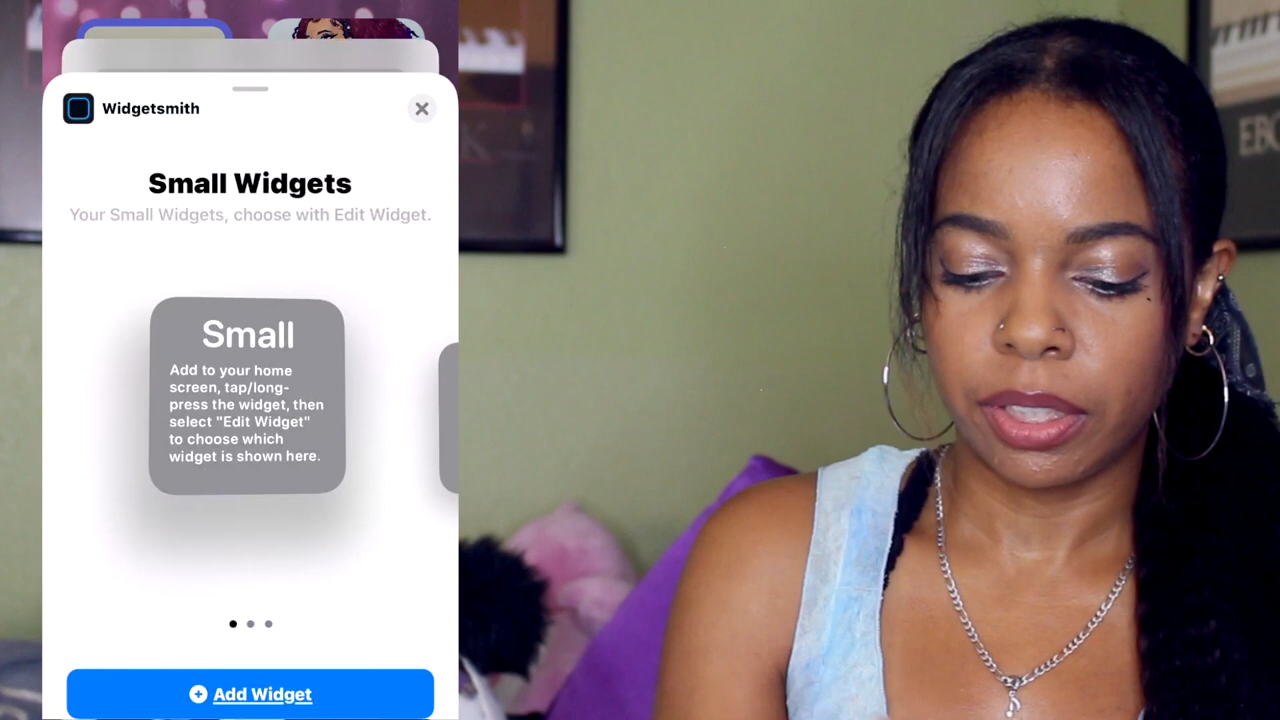 Widgetsmith
Small Widgets
Your Small Widgets, choose with Edit Widget.
Small
Add to your home
screen, tap/long-
press the widget, then
select "Edit Widget"
to choose which
widget is shown here.
Add Widget